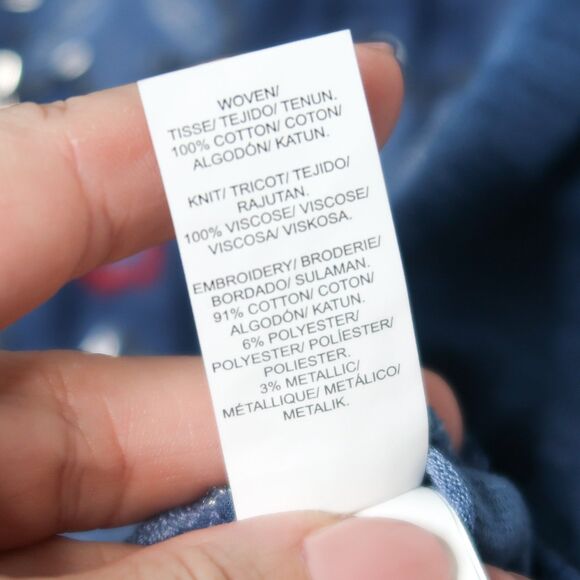 WOVEN/
TISSE/ TEJIDO/ TENUN.
100% COTTON/ COTON/
ALGODÓN/ KATUN.
KNIT/ TRICOT/ TEJIDO/
RAJUTAN.
100% VISCOSE/ VISCOSE/
VISCOSA/ VISKOSA.
EMBROIDERY/ BRODERIE/
BORDADO/ SULAMAN.
91% COTTON/ COTON/
ALGODÓN/ KATUN.
6% POLYESTER/
POLYESTER/ POLÍESTER/
POLIESTER.
3% METALLIC/
MÉTALLIQUE/ METÁLICO/
METALIK.